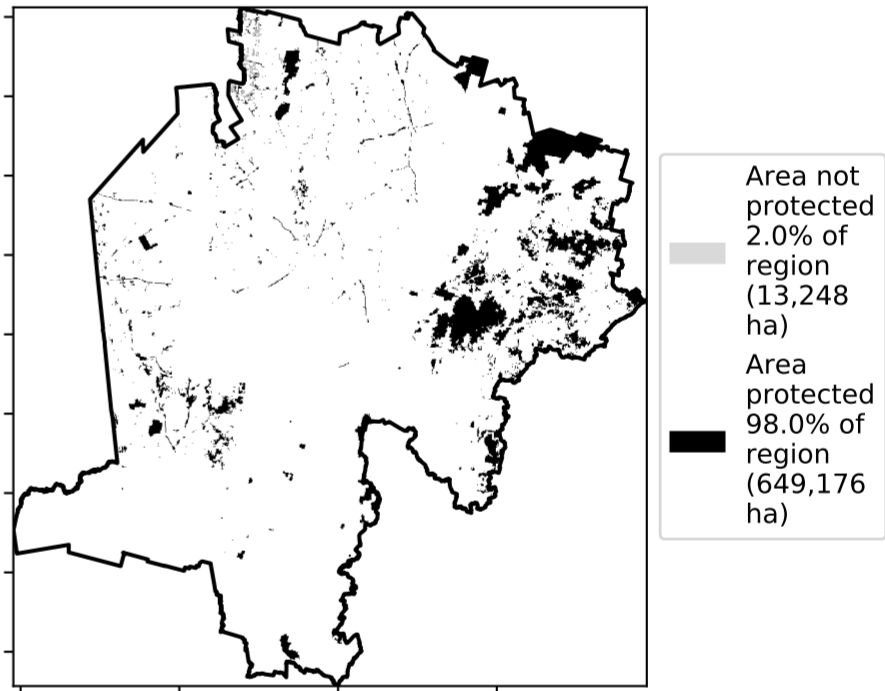 Area not
protected
2.0% of
region
(13,248
ha)
Area
protected
98.0% of
region
(649,176
ha)